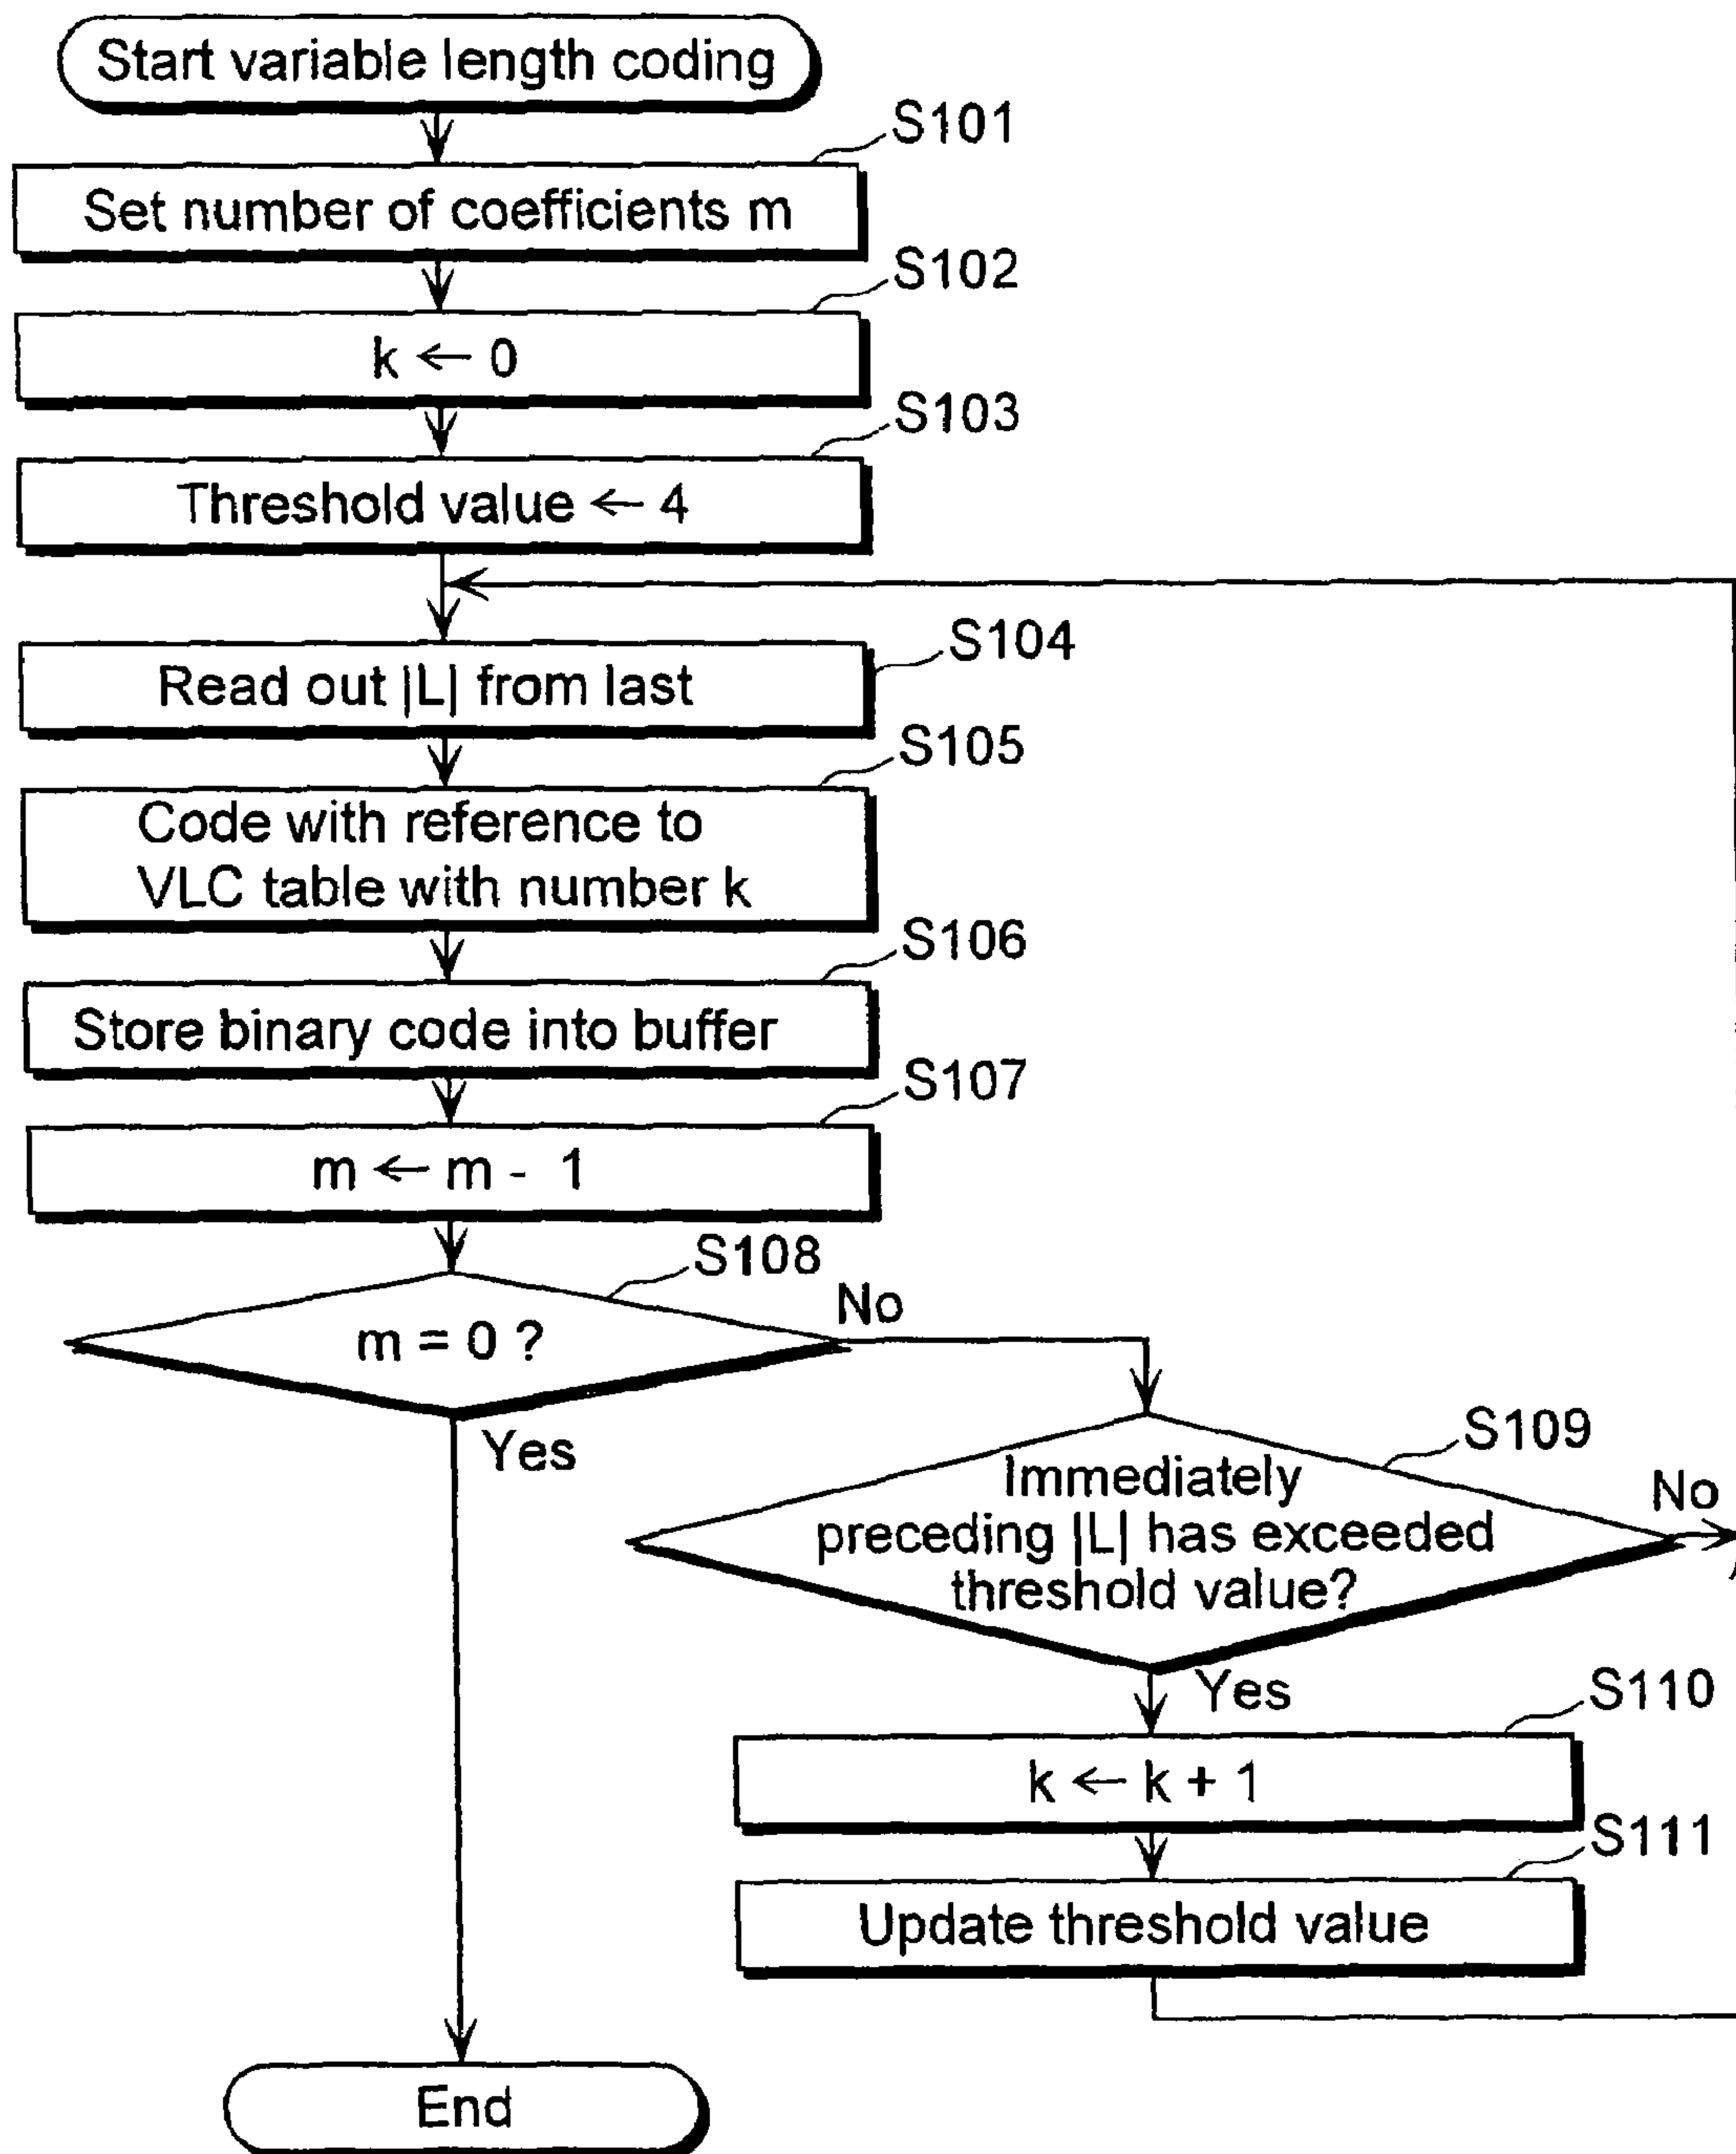 Start variable length coding
S101
Set number of coefficients m
S102
k ← 0
S103
Threshold value ← 4
S104
Read out |L| from last
S105
Code with reference to
VLC table with number k
S106
Store binary code into buffer
S107
m ← m - 1
S108
m = 0 ?
No
Yes
S109
Immediately
preceding |L| has exceeded
threshold value?
No
Yes
S110
k ← k + 1
S111
Update threshold value
End